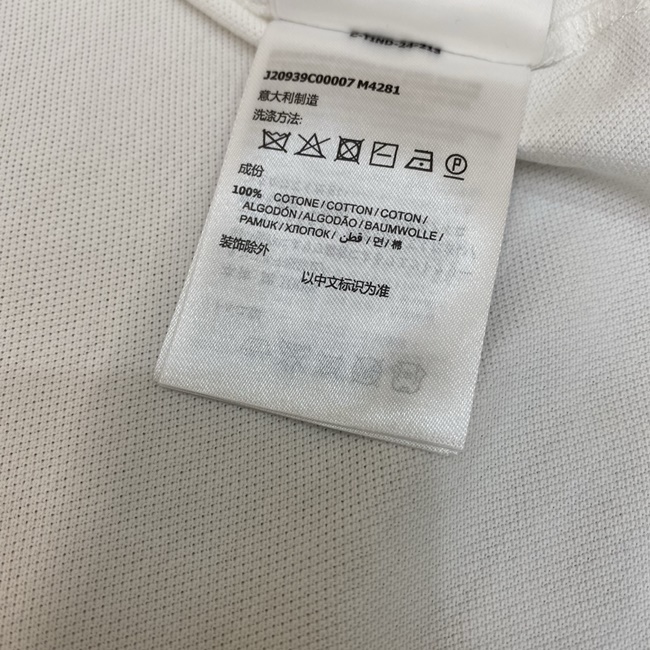 J20939C00007 M4281
意大利制造
洗涤方法:
P
成份
100% COTONE / COTTON / COTON /
ALGODÓN / ALGODÃO / BAUMWOLLE /
PAMUK / ХЛОПОК / قطن / 면 / 棉
装饰除外
以中文标识为准